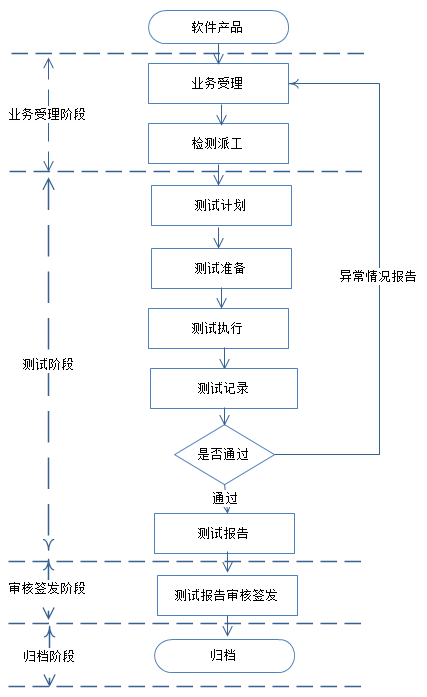 软件产品
业务受理
业务受理阶段
检测派工
测试计划
测试准备
异常情况报告
测试执行
测试阶段
测试记录
是否通过
通过
测试报告
审核签发阶段
测试报告审核签发
归档阶段
归档